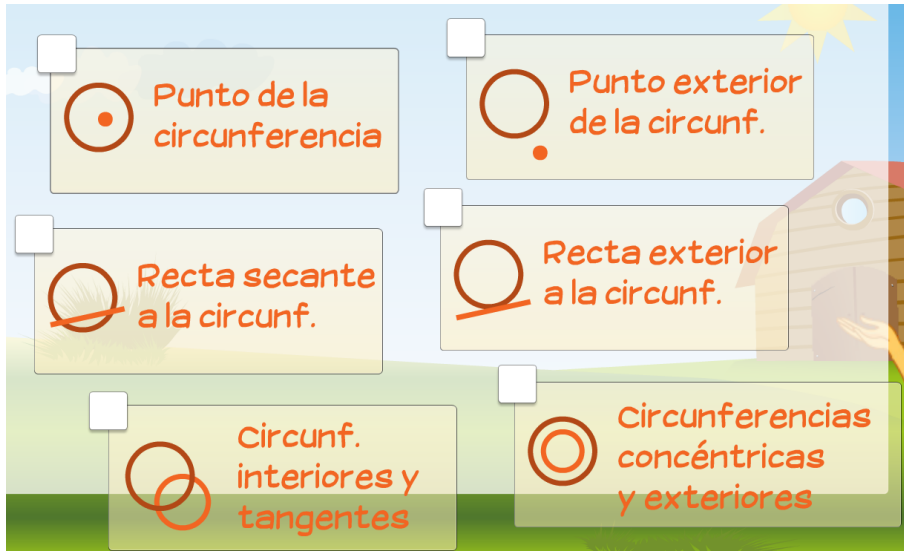 Punto de la
circunferencia
Punto exterior
de la circunf.
Recta secante
a la circunf.
Recta exterior
a la circunf.
Circunf.
interiores y
tangentes
Circunferencias
concéntricas
y exteriores